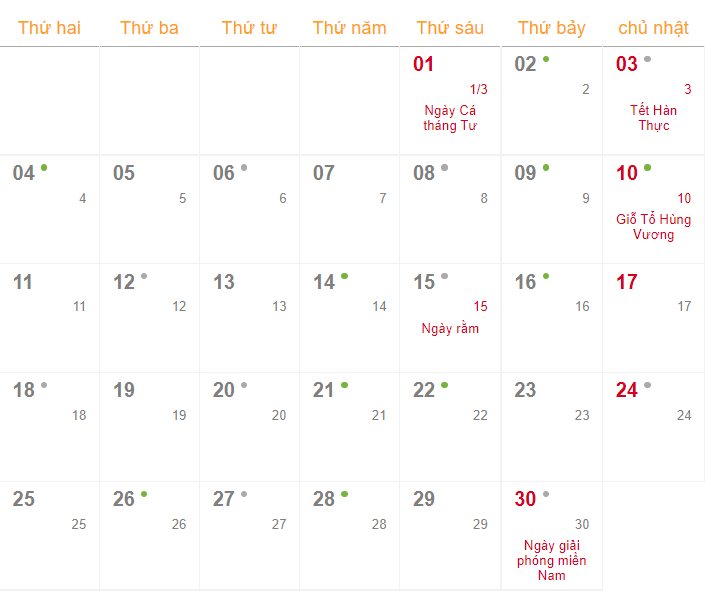 Thứ hai Thứ ba Thứ tư Thứ năm Thứ sáu Thứ bảy chủ nhật
01 02 03
1/3 2 3
Ngày Cá Tết Hàn
tháng Tư Thực
04 05 06 07 08 09 10
4 5 6 7 8 9 10
Giỗ Tổ Hùng
Vương
11 12 13 14 15 16 17
11 12 13 14 15 16 17
Ngày rằm
18 19 20 21 22 23 24
18 19 20 21 22 23 24
25 26 27 28 29 30
25 26 27 28 29 30
Ngày giải
phóng miền
Nam